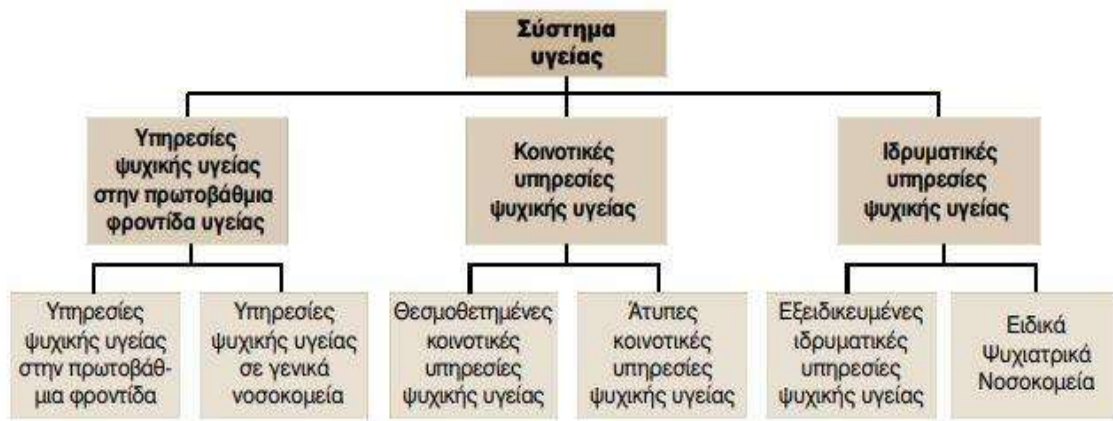 Σύστημα
υγείας
Υπηρεσίες
ψυχικής υγείας
στην πρωτοβάθμια
φροντίδα υγείας
Κοινοτικές
υπηρεσίες
ψυχικής υγείας
Ιδρυματικές
υπηρεσίες
ψυχικής υγείας
Υπηρεσίες
ψυχικής υγείας
στην πρωτοβάθ-
μια φροντίδα
Υπηρεσίες
ψυχικής υγείας
σε γενικά
νοσοκομεία
Θεσμοθετημένες
κοινοτικές
υπηρεσίες
ψυχικής υγείας
Άτυπες
κοινοτικές
υπηρεσίες
ψυχικής υγείας
Εξειδικευμένες
ιδρυματικές
υπηρεσίες
ψυχικής υγείας
Ειδικά
Ψυχιατρικά
Νοσοκομεία